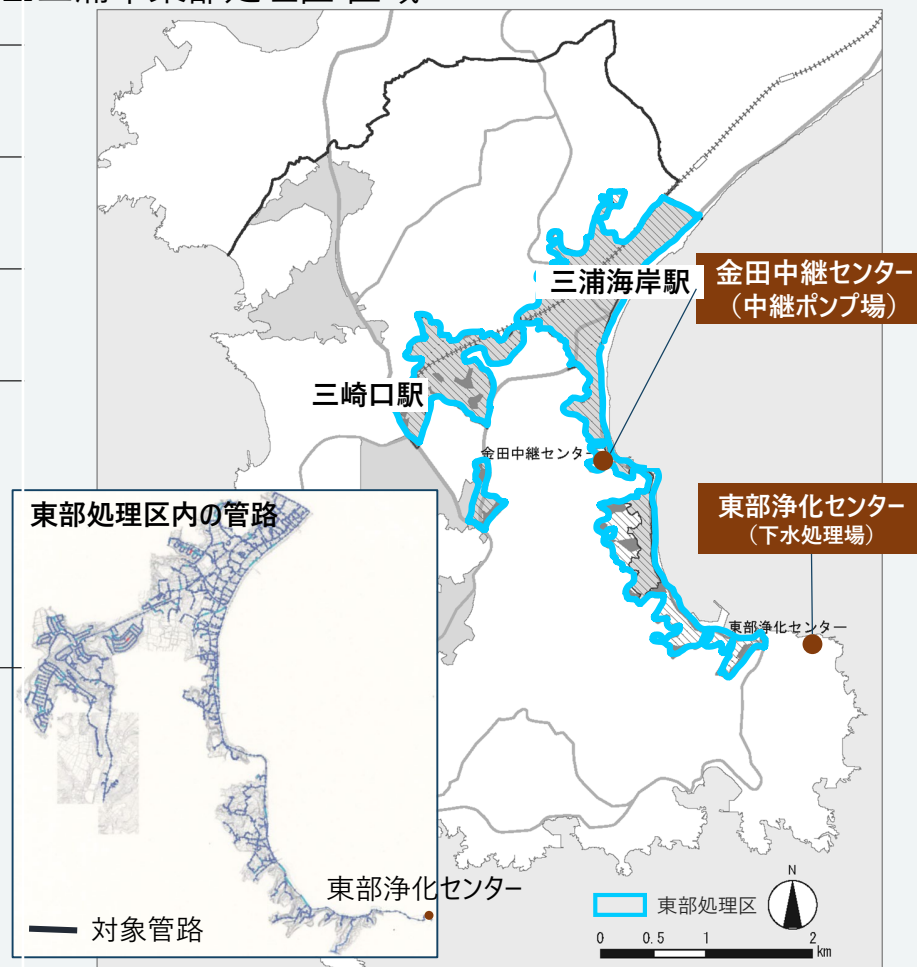 三浦海岸駅
金田中継センター
（中継ポンプ場）
三崎口駅
金田中継センター
東部処理区内の管路
東部浄化センター
（下水処理場）
東部浄化センター
東部浄化センター
対象管路
東部処理区
N
0 0.5 1 2
km